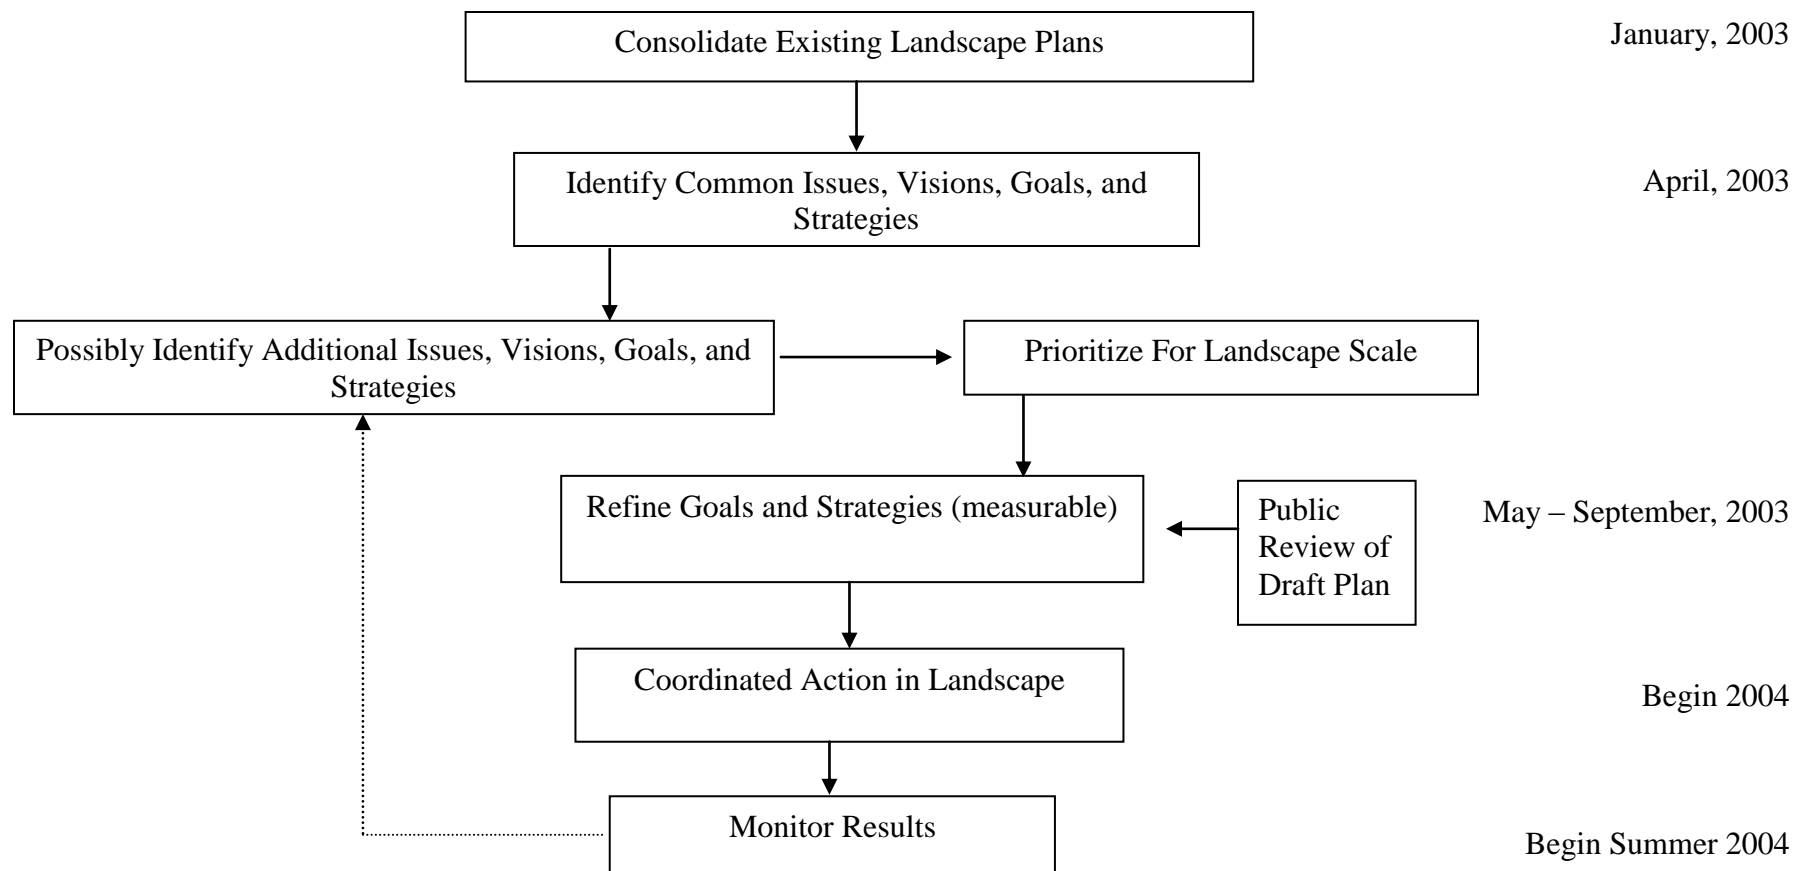 Consolidate Existing Landscape Plans
January, 2003
Identify Common Issues, Visions, Goals, and
Strategies
April, 2003
Possibly Identify Additional Issues, Visions, Goals, and
Strategies
Prioritize For Landscape Scale
Refine Goals and Strategies (measurable)
Public
Review of
Draft Plan
May – September, 2003
Coordinated Action in Landscape
Begin 2004
Monitor Results
Begin Summer 2004